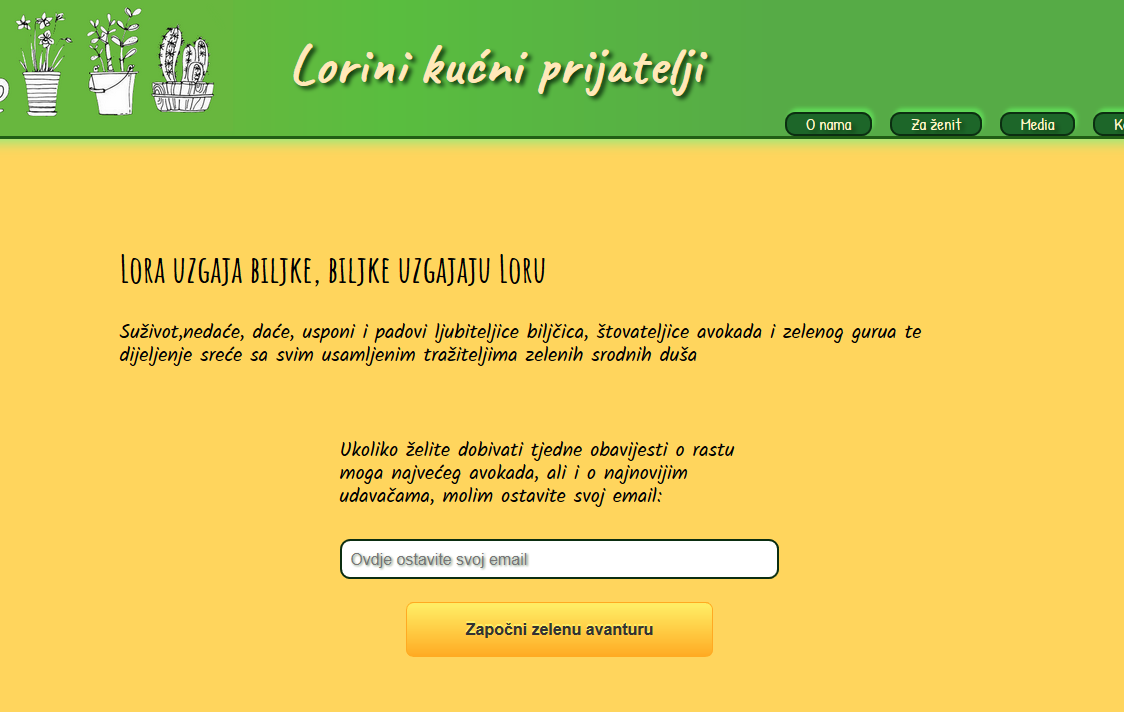 Lorini kućni prijatelji
O nama
Za ženit
Media
Lora uzgaja biljke, biljke uzgajaju Loru
Suživot,nedaće, daće, usponi i padovi ljubiteljice biljčica, štovateljice avokada i zelenog gurua te
dijeljenje sreće sa svim usamljenim tražiteljima zelenih srodnih duša
Ukoliko želite dobivati tjedne obavijesti o rastu
moga najvećeg avokada, ali i o najnovijim
udavačama, molim ostavite svoj email:
Ovdje ostavite svoj email
Započni zelenu avanturu